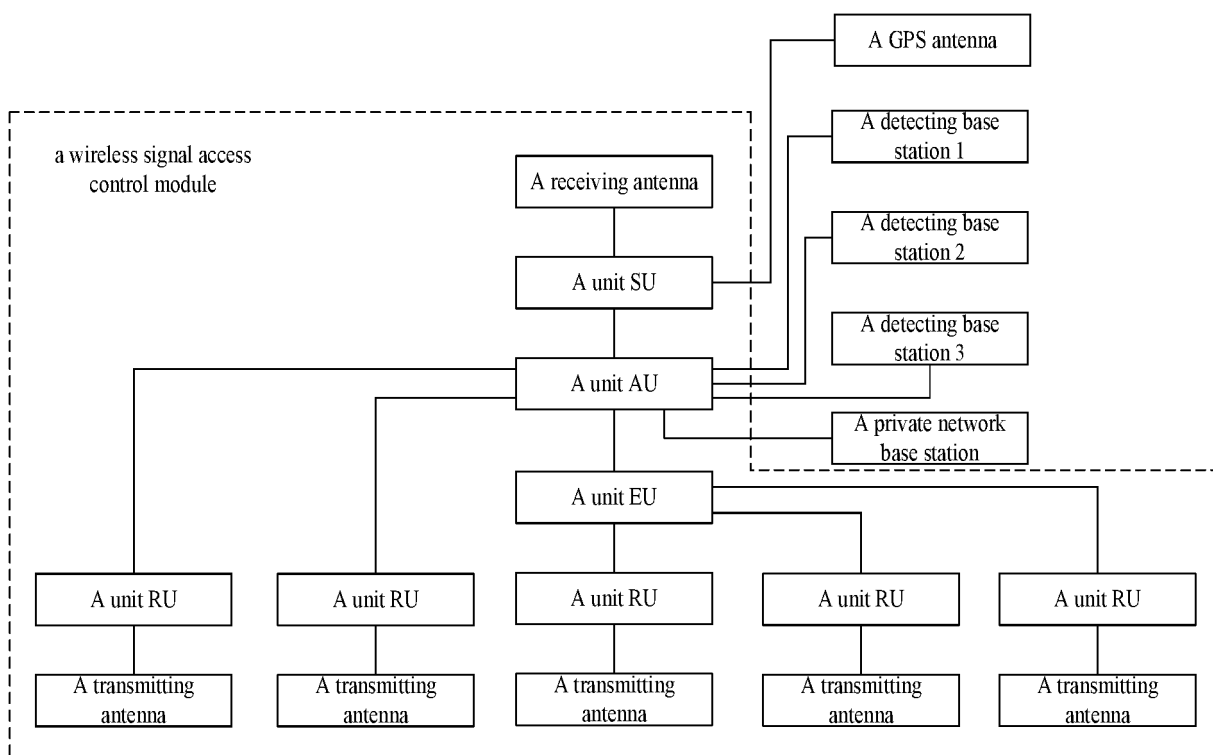 A GPS antenna
A detecting base
station 1
a wireless signal access
control module
A receiving antenna
A detecting base
station 2
A unit SU
A detecting base
station 3
A unit AU
A private network
base station
A unit EU
A unit RU
A unit RU
A unit RU
A unit RU
A unit RU
A transmitting
antenna
A transmitting
antenna
A transmitting
antenna
A transmitting
antenna
A transmitting
antenna